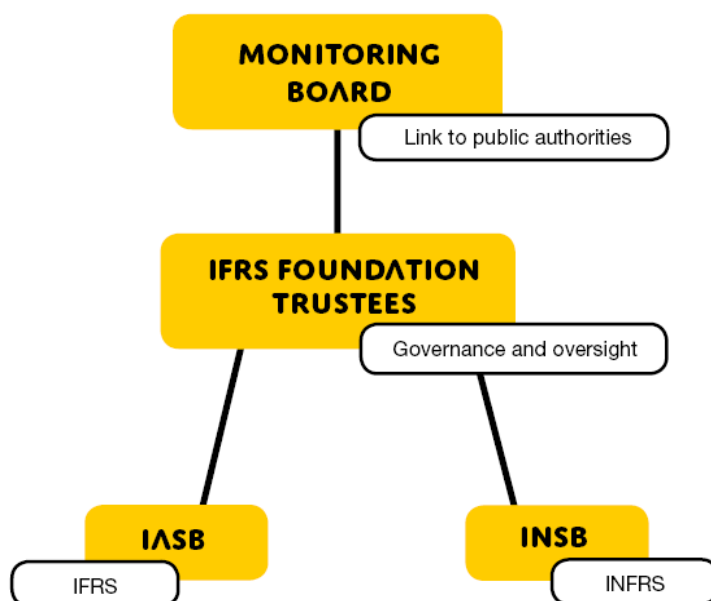 MONITORING
BOARD
Link to public authorities
IFRS FOUNDATION
TRUSTEES
Governance and oversight
IASB
INSB
IFRS
INFRS